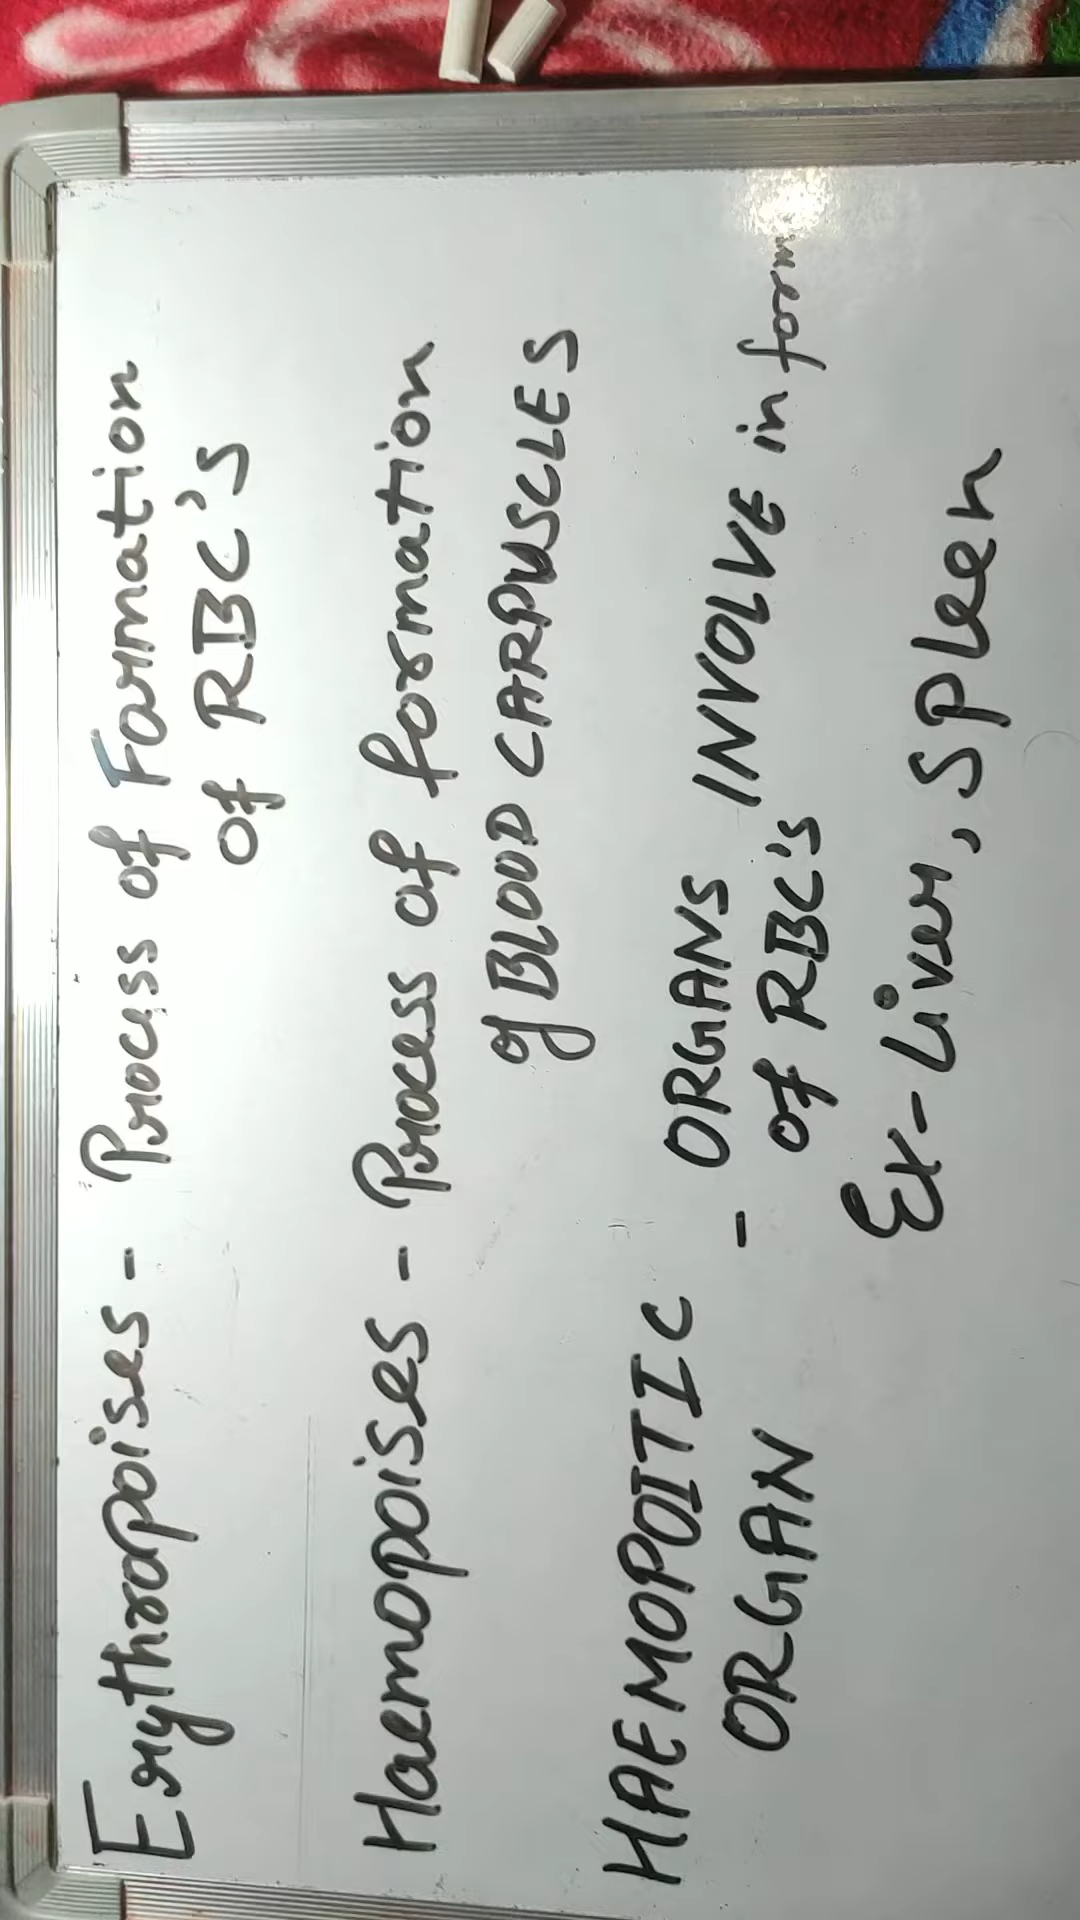 Erythropoises - Process of Formation
of RBC's
Haemopoises - Process of formation
of BLOOD CARPUSCLES
HAEMOPOITIC - ORGANS INVOLVE in form
ORGAN of RBC's
Ex- Liver, Spleen